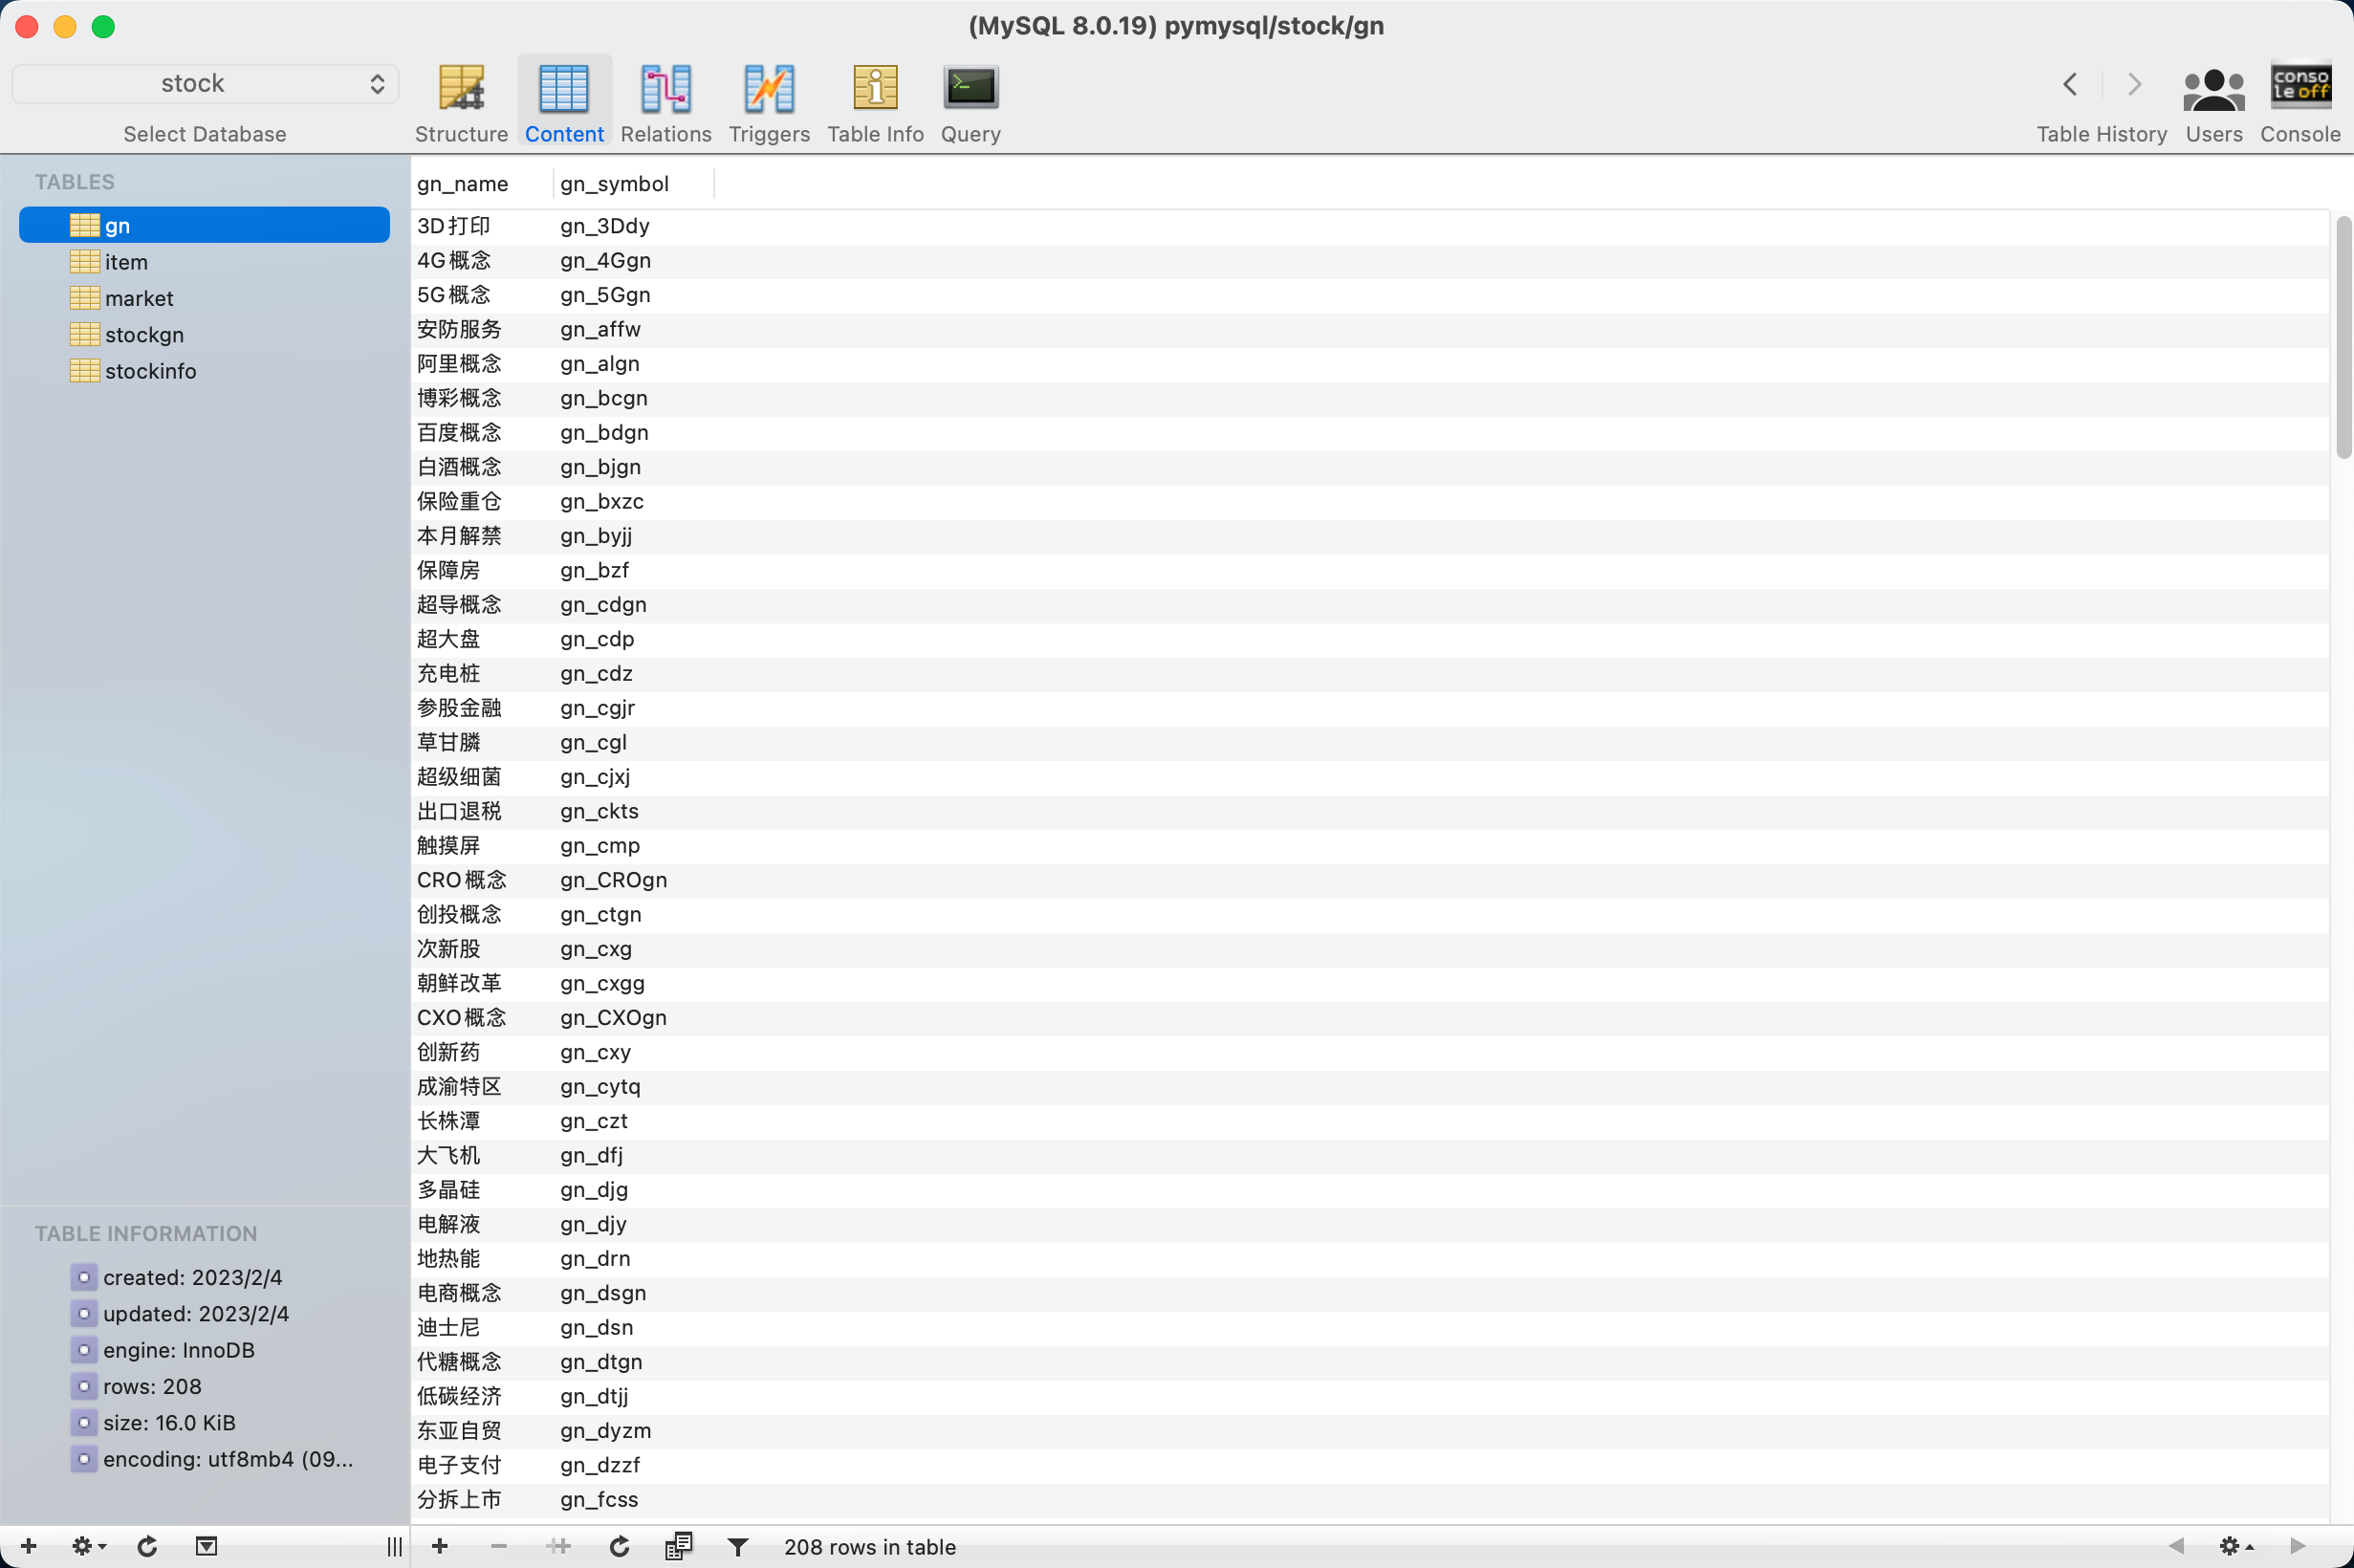 (MySQL 8.0.19) pymysql/stock/gn
stock
Select Database
Structure
Content
Relations
Triggers
Table Info
Query
Table History
Users
conso
le off
Console
TABLES
gn
item
market
stockgn
stockinfo
TABLE INFORMATION
created: 2023/2/4
updated: 2023/2/4
engine: InnoDB
rows: 208
size: 16.0 KiB
encoding: utf8mb4 (09...
gn_name gn_symbol
3D打印 gn_3Ddy
4G概念 gn_4Ggn
5G概念 gn_5Ggn
安防服务 gn_affw
阿里概念 gn_algn
博彩概念 gn_bcgn
百度概念 gn_bdgn
白酒概念 gn_bjgn
保险重仓 gn_bxzc
本月解禁 gn_byjj
保障房 gn_bzf
超导概念 gn_cdgn
超大盘 gn_cdp
充电桩 gn_cdz
参股金融 gn_cgjr
草甘膦 gn_cgl
超级细菌 gn_cjxj
出口退税 gn_ckts
触摸屏 gn_cmp
CRO概念 gn_CROgn
创投概念 gn_ctgn
次新股 gn_cxg
朝鲜改革 gn_cxgg
CXO概念 gn_CXOgn
创新药 gn_cxy
成渝特区 gn_cytq
长株潭 gn_czt
大飞机 gn_dfj
多晶硅 gn_djg
电解液 gn_djy
地热能 gn_drn
电商概念 gn_dsgn
迪士尼 gn_dsn
代糖概念 gn_dtgn
低碳经济 gn_dtjj
东亚自贸 gn_dyzm
电子支付 gn_dzzf
分拆上市 gn_fcss
208 rows in table